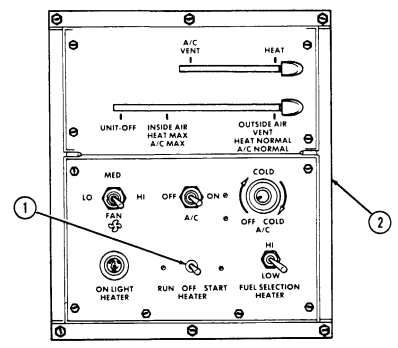 A/C
VENT HEAT
UNIT-OFF INSIDE AIR OUTSIDE AIR
HEAT MAX VENT
A/C MAX HEAT NORMAL
A/C NORMAL
MED COLD
LO HI OFF ON
FAN A/C OFF COLD
A/C
1
2
HI
LOW
ON LIGHT RUN OFF START FUEL SELECTION
HEATER HEATER HEATER